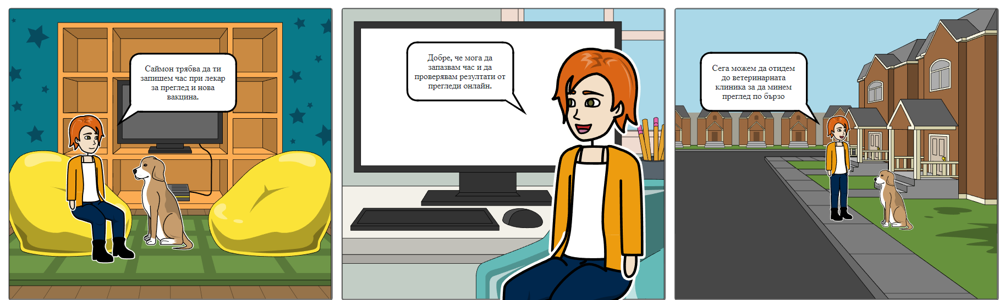 Саймон трябва да ти
запишем час при лекар
за преглед и нова
вакцина.
Добре, че мога да
запазвам час и да
проверявам резултати от
прегледи онлайн.
Сега можем да отидем
до ветеринарната
клиника за да минем
преглед по бързо